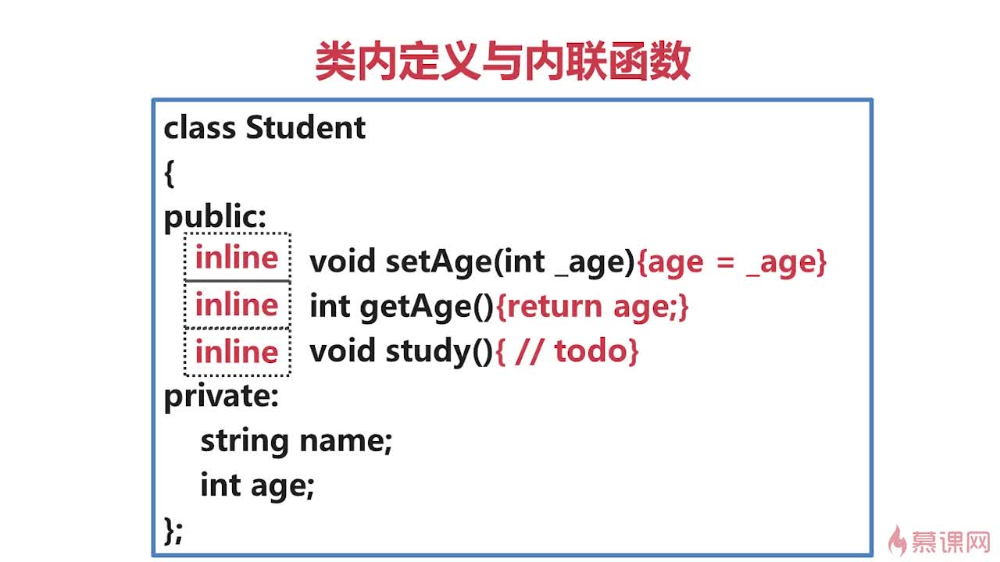 类内定义与内联函数
class Student
{
public:
inline void setAge(int _age){age = _age}
inline int getAge(){return age;}
inline void study(){ // todo}
private:
string name;
int age;
};
慕课网